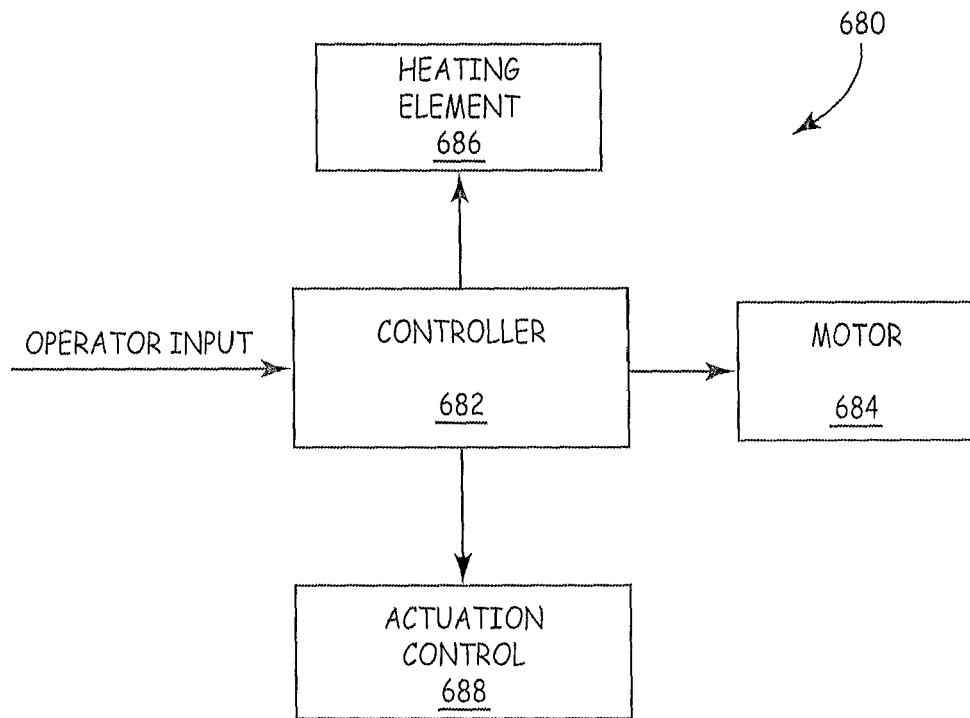 680
HEATING
ELEMENT
686
OPERATOR INPUT
CONTROLLER
682
MOTOR
684
ACTUATION
CONTROL
688